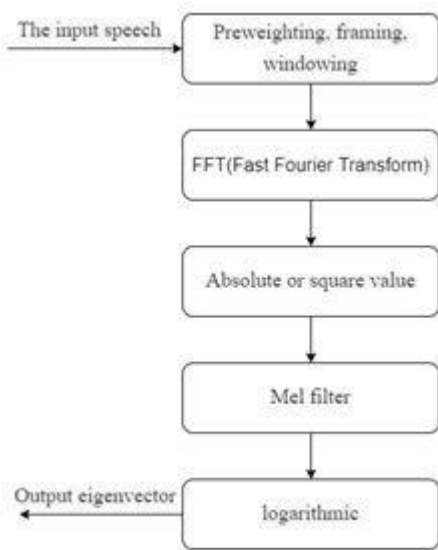 The input speech
Preweighting, framing,
windowing
FFT(Fast Fourier Transform)
Absolute or square value
Mel filter
Output eigenvector
logarithmic